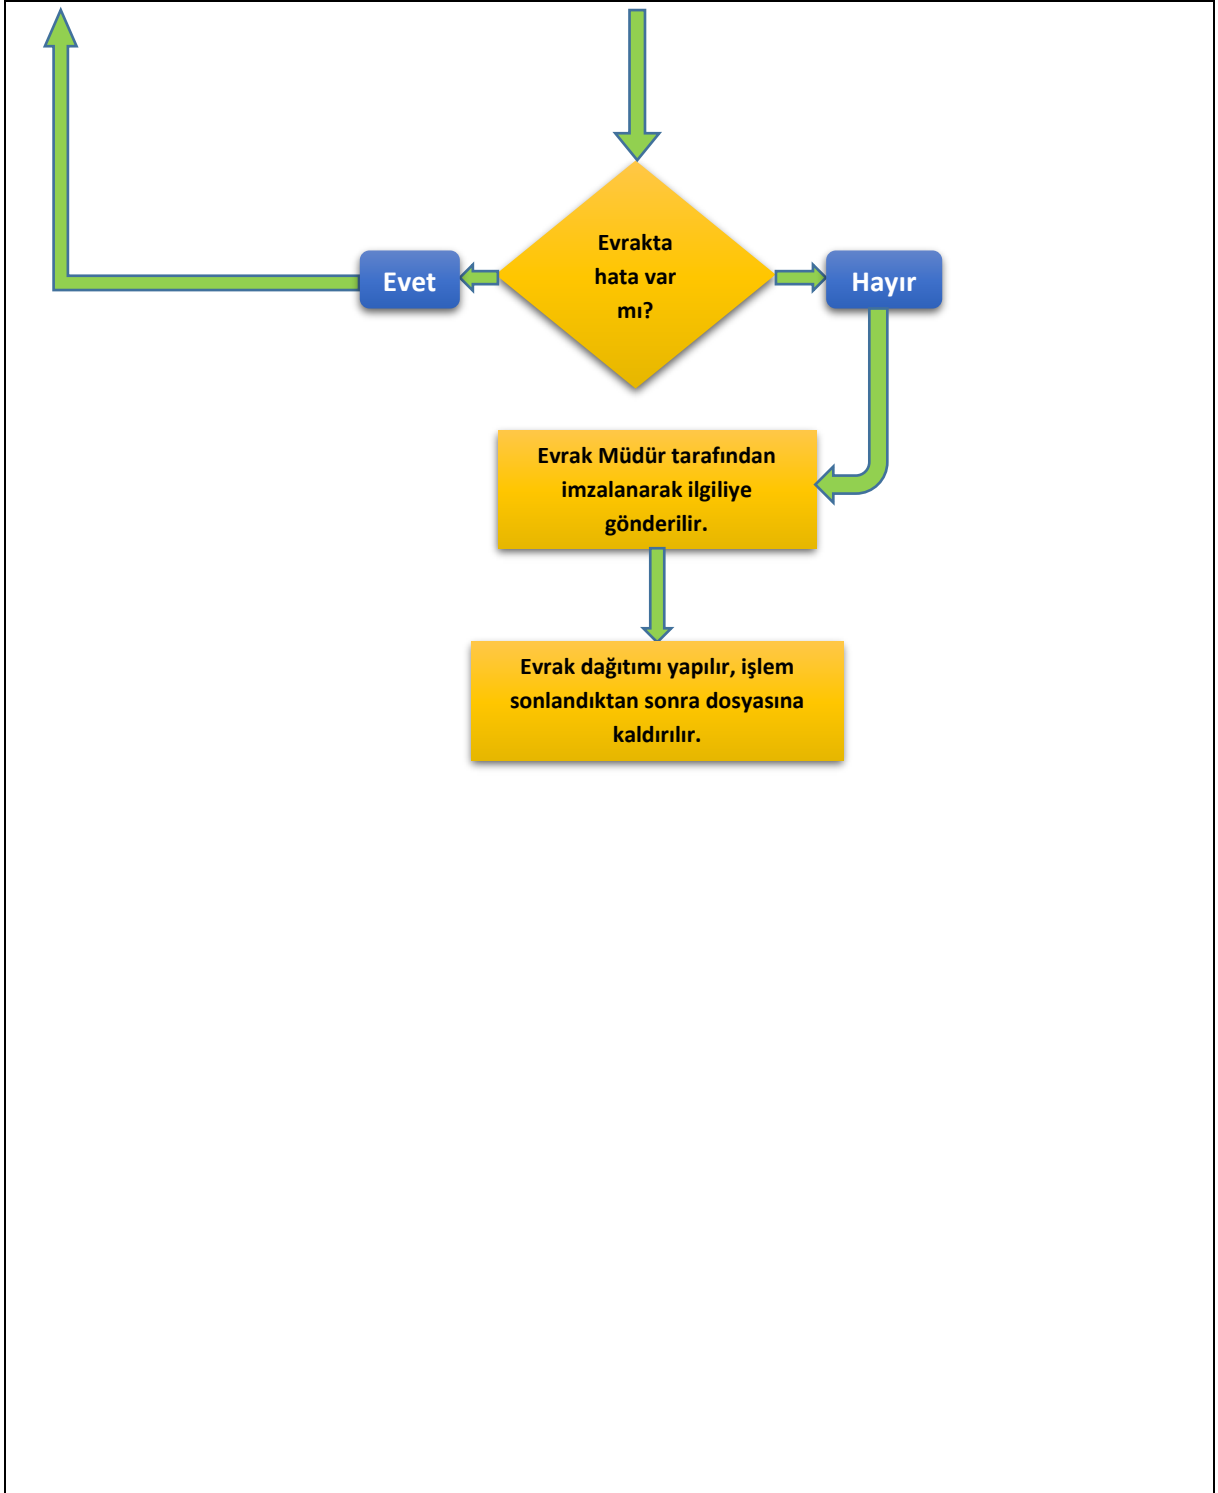 Evrakta
hata var
mı?
Evet
Hayır
Evrak Müdür tarafından
imzalanarak ilgiliye
gönderilir.
Evrak dağıtımı yapılır, işlem
sonlandıktan sonra dosyasına
kaldırılır.